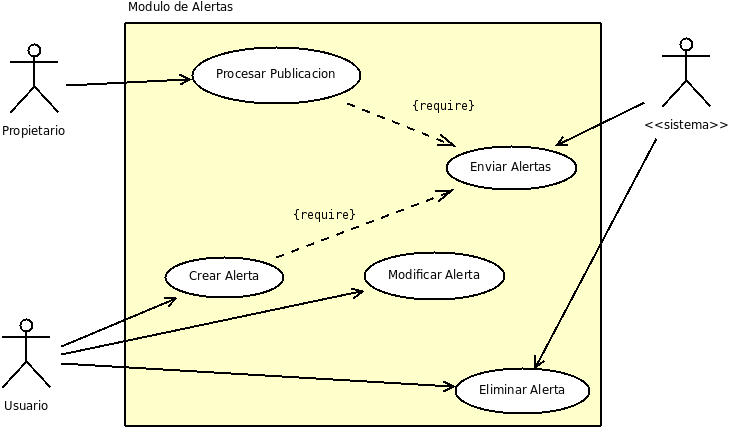 Modulo de Alertas
Procesar Publicacion
{require}
Propietario
<<sistema>>
Enviar Alertas
{require}
Crear Alerta
Modificar Alerta
Eliminar Alerta
Usuario